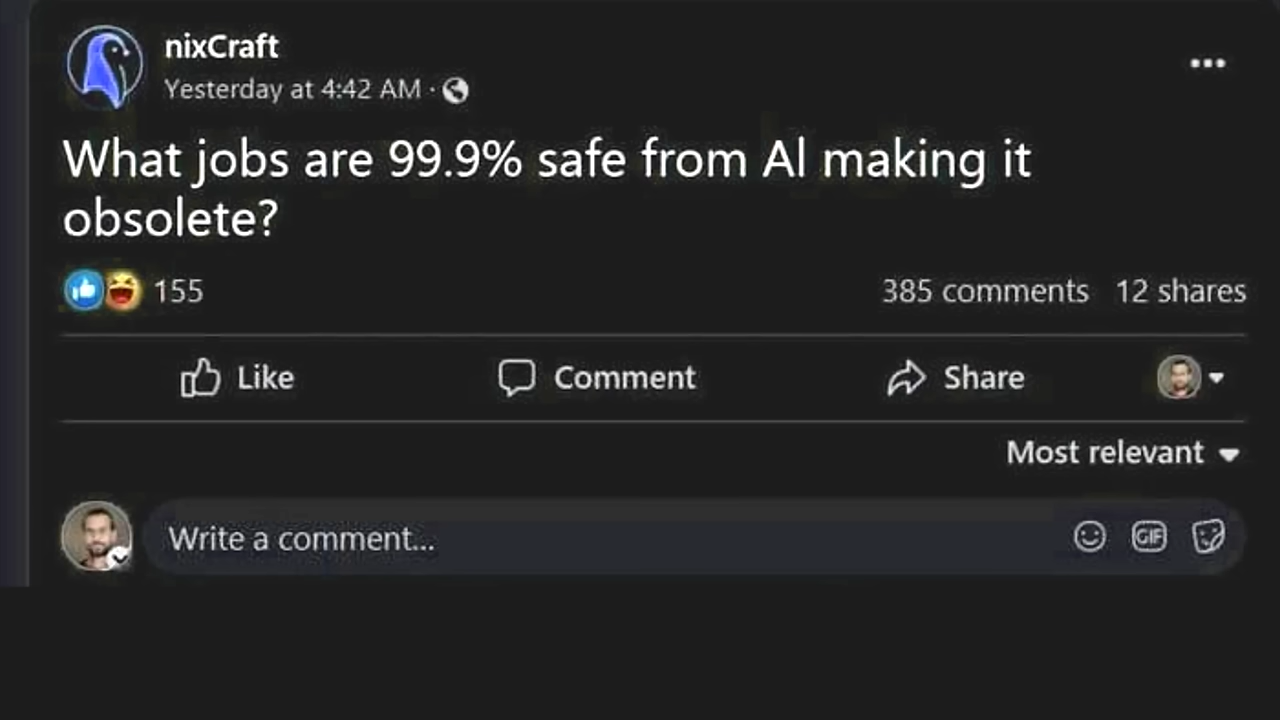 nixCraft
Yesterday at 4:42 AM ·
What jobs are 99.9% safe from AI making it
obsolete?
155 385 comments 12 shares
Like Comment Share
Most relevant
Write a comment... GIF